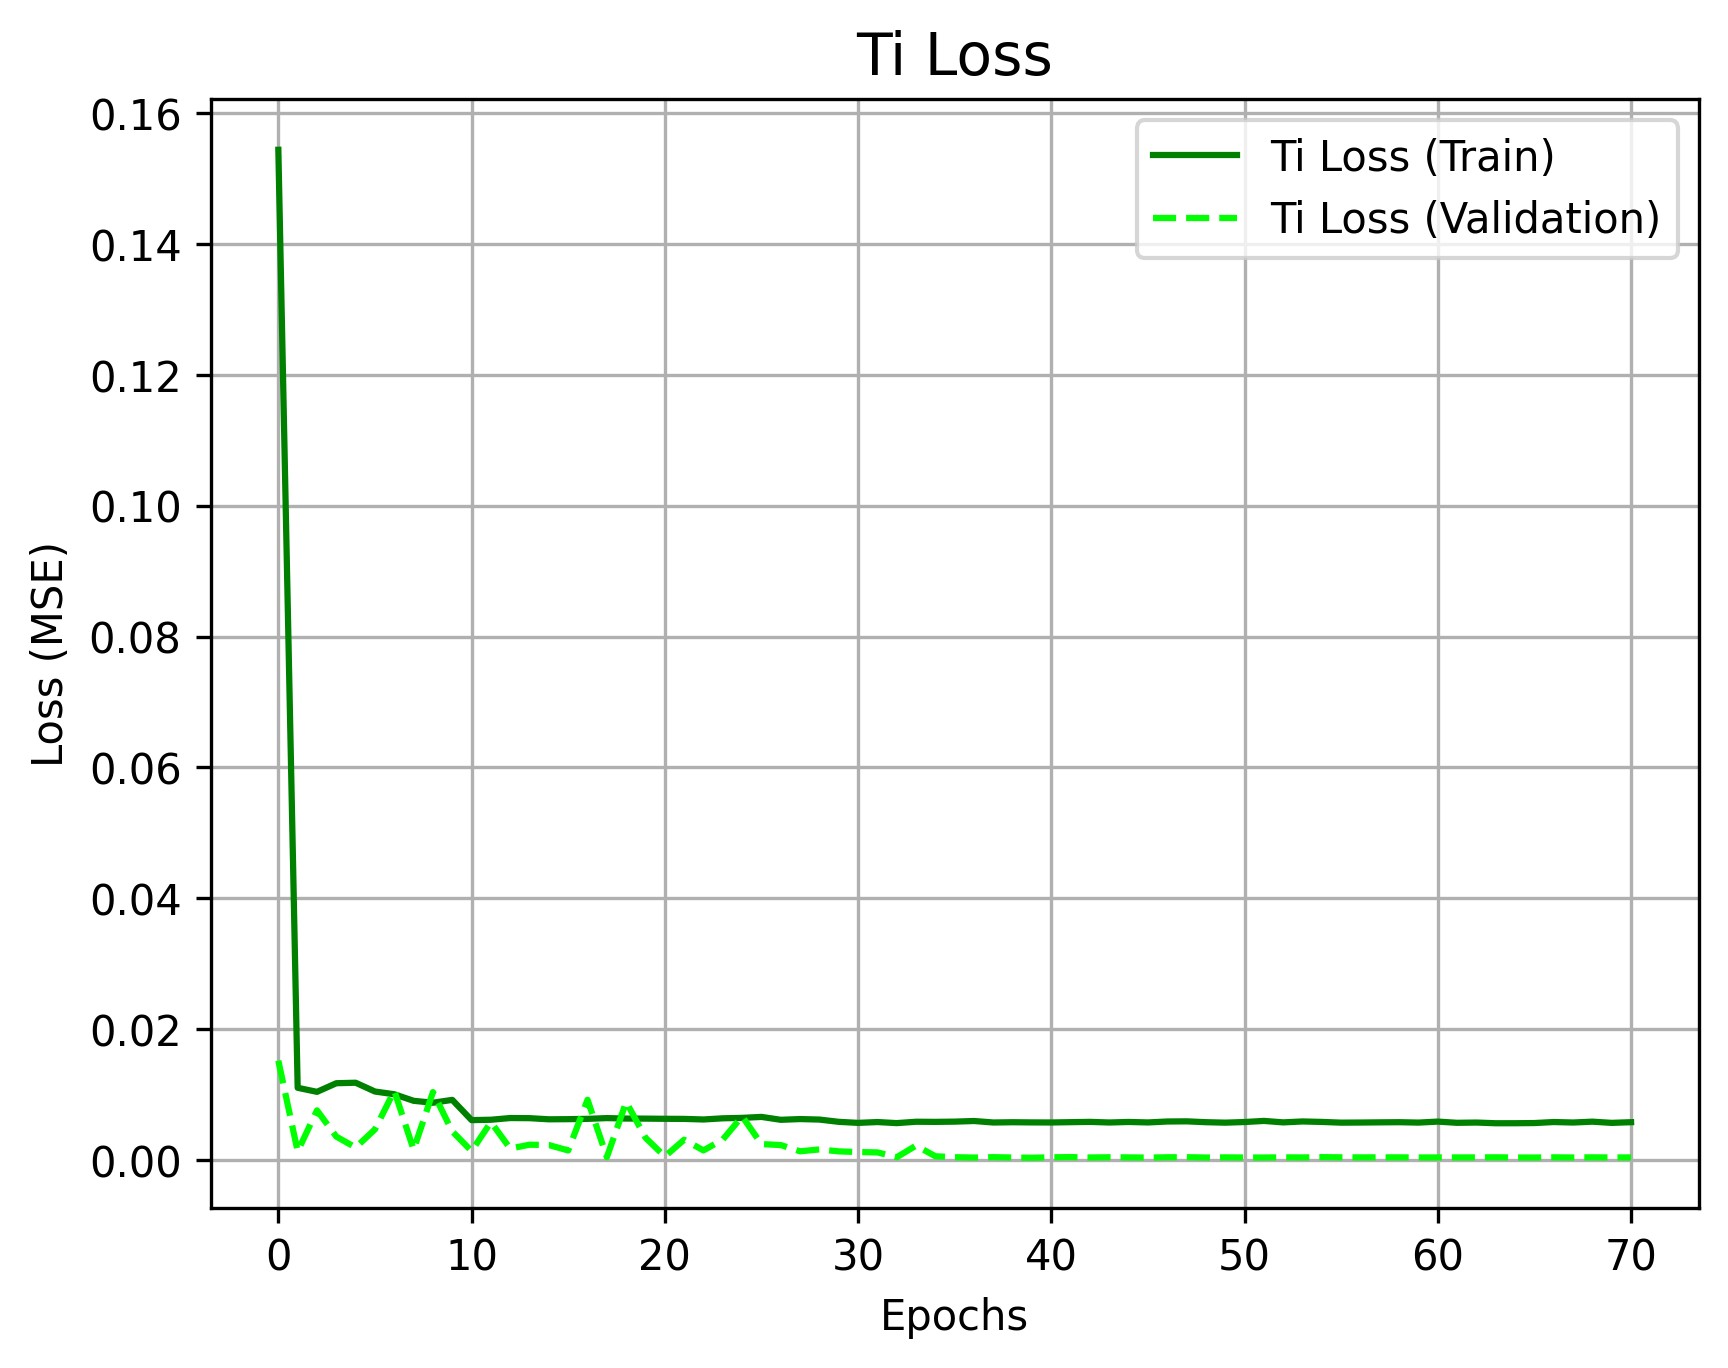 Ti Loss
0.16
0.14
0.12
0.10
0.08
0.06
0.04
0.02
0.00
Loss (MSE)
Ti Loss (Train)
Ti Loss (Validation)
0 10 20 30 40 50 60 70
Epochs